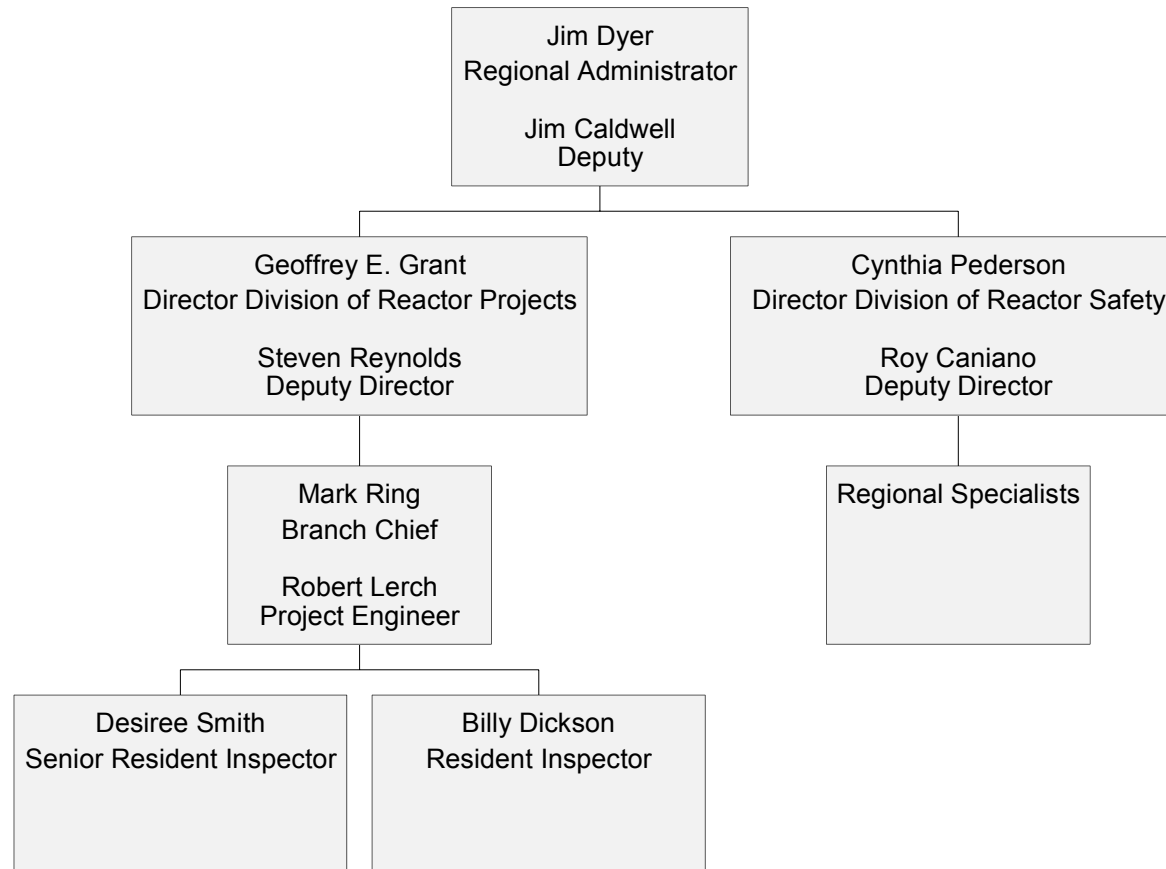 Jim Dyer
Regional Administrator
Jim Caldwell
Deputy
Geoffrey E. Grant
Director Division of Reactor Projects
Steven Reynolds
Deputy Director
Cynthia Pederson
Director Division of Reactor Safety
Roy Caniano
Deputy Director
Mark Ring
Branch Chief
Robert Lerch
Project Engineer
Regional Specialists
Desiree Smith
Senior Resident Inspector
Billy Dickson
Resident Inspector